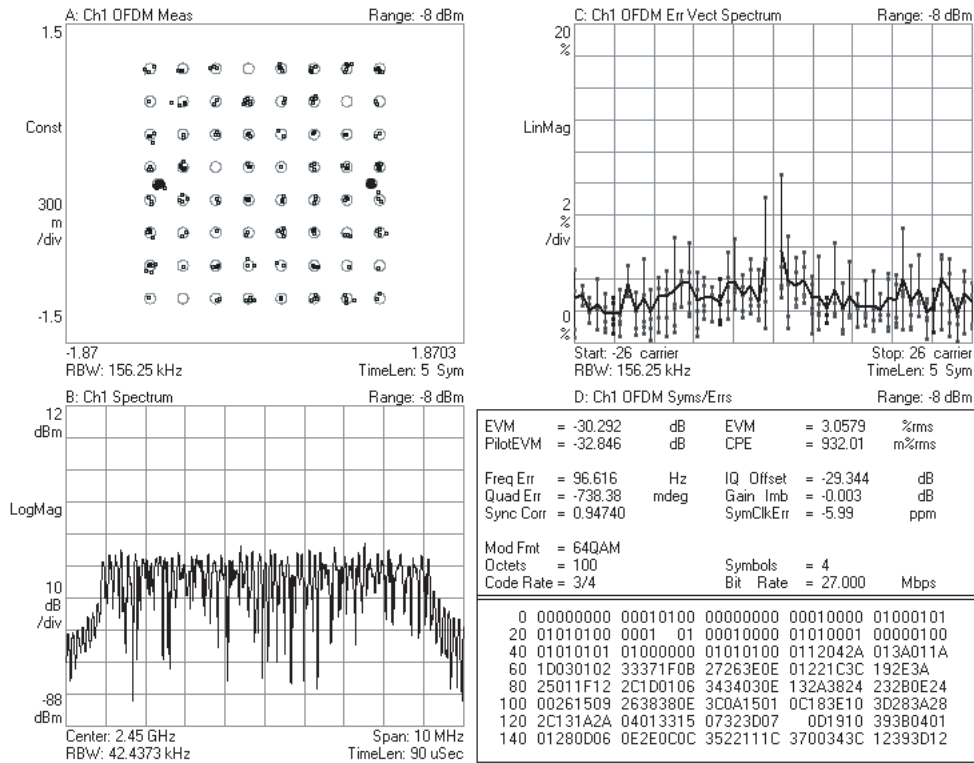 A: Ch1 OFDM Meas Range: -8 dBm
1.5
Const
300
m
/div
-1.5
-1.87 1.8703
RBW: 156.25 kHz TimeLen: 5 Sym
C: Ch1 OFDM Err Vect Spectrum Range: -8 dBm
20
%
LinMag
2
%
/div
0
%
Start: -26 carrier Stop: 26 carrier
RBW: 156.25 kHz TimeLen: 5 Sym
B: Ch1 Spectrum Range: -8 dBm
12
dBm
LogMag
10
dB
/div
-88
dBm
Center: 2.45 GHz Span: 10 MHz
RBW: 42.4373 kHz TimeLen: 90 uSec
D: Ch1 OFDM Syms/Errs Range: -8 dBm
EVM = -30.292 dB EVM = 3.0579 %rms
PilotEVM = -32.846 dB CPE = 932.01 m%rms
Freq Err = 96.616 Hz IQ Offset = -29.344 dB
Quad Err = -738.38 mdeg Gain Imb = -0.003 dB
Sync Corr = 0.94740 SymClkErr = -5.99 ppm
Mod Fmt = 64QAM
Octets = 100 Symbols = 4
Code Rate = 3/4 Bit Rate = 27.000 Mbps
0 00000000 00010100 00000000 00010000 01000101
20 01010100 0001 01 00010000 01010001 00000100
40 01010101 01000000 01010100 0112042A 013A011A
60 1D030102 33371F0B 27263E0E 01221C3C 192E3A
80 25011F12 2C1D0106 3434030E 132A3824 232B0E24
100 00261509 2638380E 3C0A1501 0C183E10 3D283A28
120 2C131A2A 04013315 07323D07 0D1910 393B0401
140 01280D06 0E2E0C0C 3522111C 3700343C 12393D12